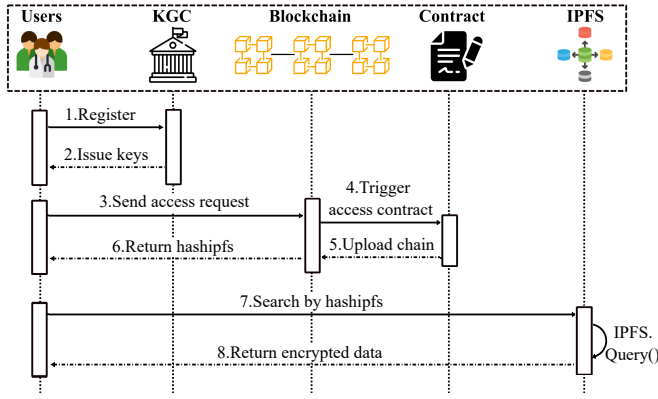 Users KGC Blockchain Contract IPFS
1.Register
2.Issue keys
3.Send access request
4.Trigger
access contract
5.Upload chain
6.Return hashipfs
7.Search by hashipfs
IPFS.
Query()
8.Return encrypted data